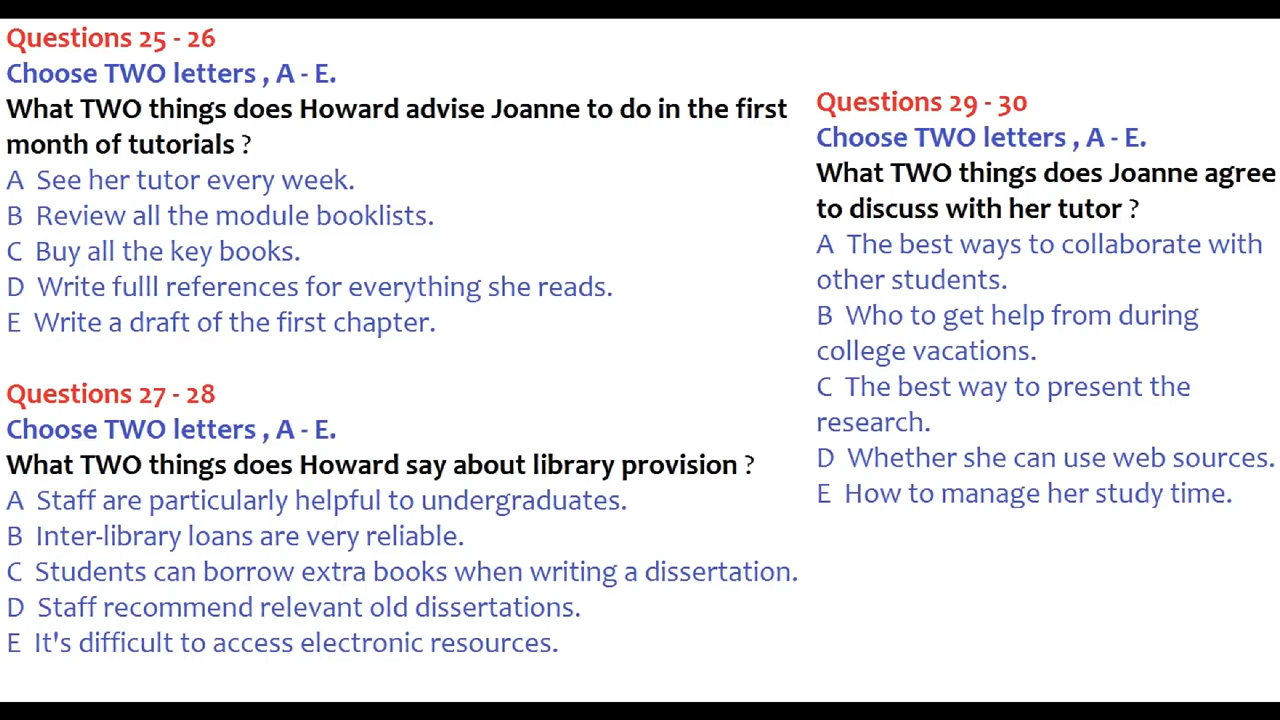 Questions 25 - 26
Choose TWO letters , A - E.
What TWO things does Howard advise Joanne to do in the first
month of tutorials ?
A See her tutor every week.
B Review all the module booklists.
C Buy all the key books.
D Write fulll references for everything she reads.
E Write a draft of the first chapter.
Questions 27 - 28
Choose TWO letters , A - E.
What TWO things does Howard say about library provision ?
A Staff are particularly helpful to undergraduates.
B Inter-library loans are very reliable.
C Students can borrow extra books when writing a dissertation.
D Staff recommend relevant old dissertations.
E It's difficult to access electronic resources.
Questions 29 - 30
Choose TWO letters , A - E.
What TWO things does Joanne agree
to discuss with her tutor ?
A The best ways to collaborate with
other students.
B Who to get help from during
college vacations.
C The best way to present the
research.
D Whether she can use web sources.
E How to manage her study time.